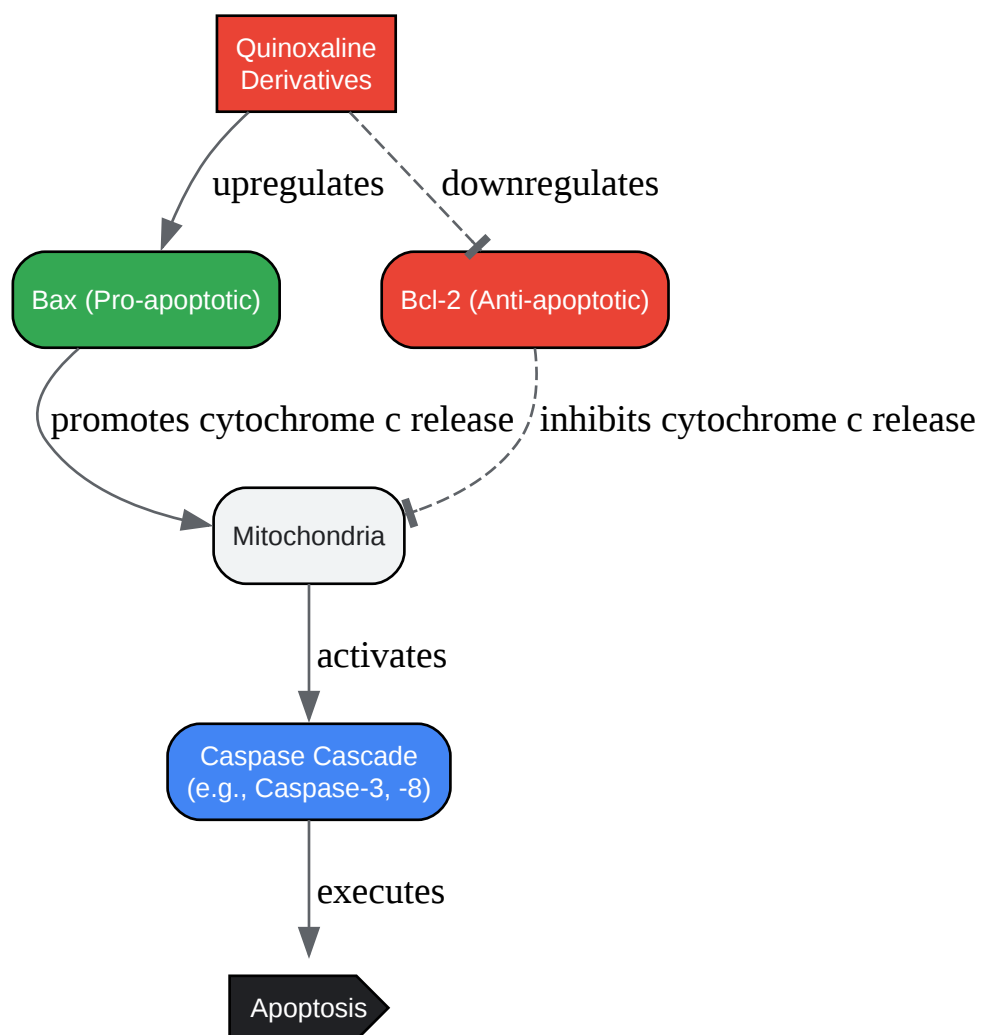 Quinoxaline
Derivatives
upregulates
downregulates
Bax (Pro-apoptotic)
Bcl-2 (Anti-apoptotic)
promotes cytochrome c release
inhibits cytochrome c release
Mitochondria
activates
Caspase Cascade
(e.g., Caspase-3, -8)
executes
Apoptosis